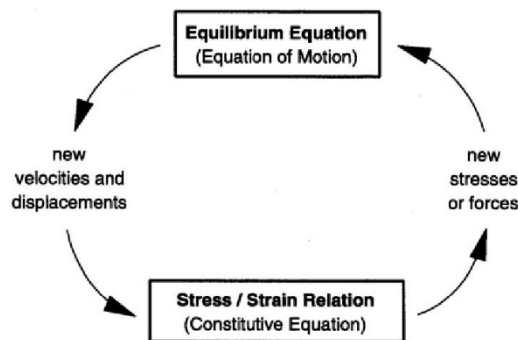 Equilibrium Equation
(Equation of Motion)
new
velocities and
displacements
new
stresses
or forces
Stress / Strain Relation
(Constitutive Equation)